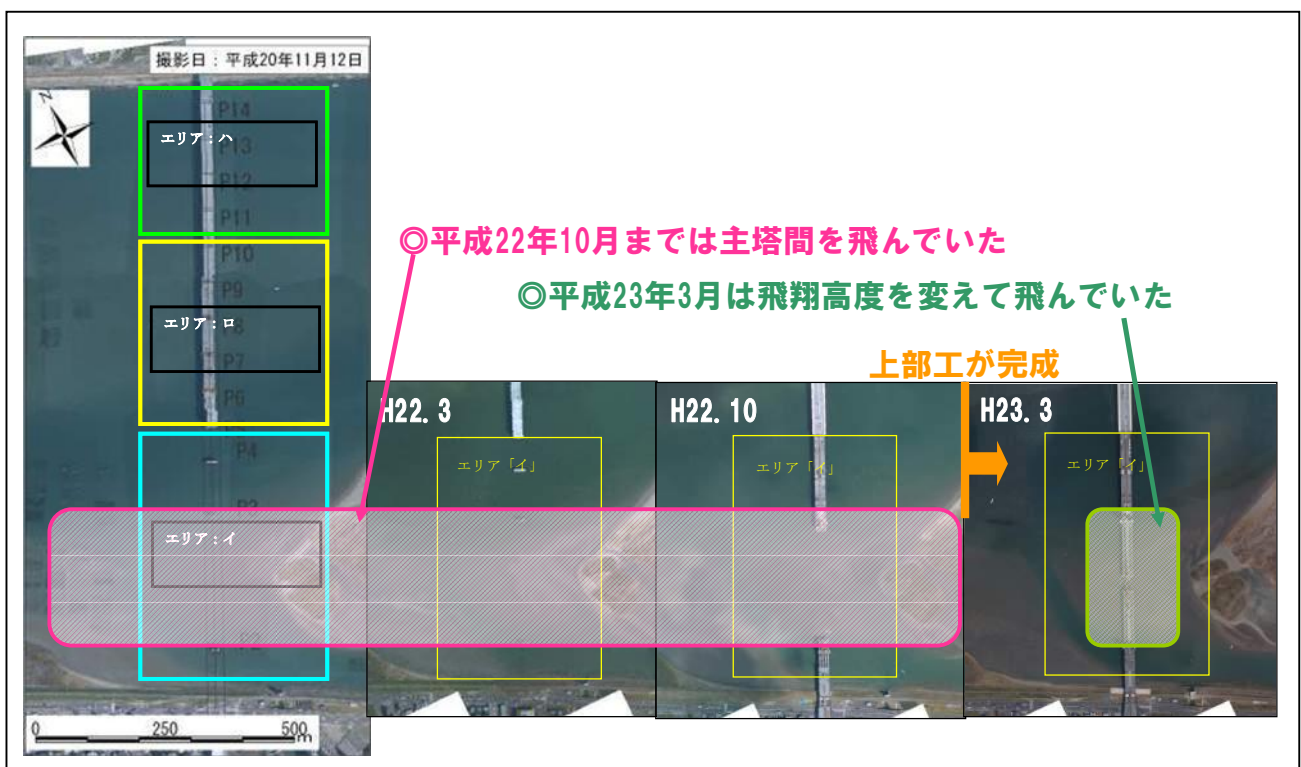 撮影日：平成20年11月12日
N
P14
エリア：ハ
P13
P12
P11
P10
P9
エリア：ロ
P8
P7
P6
P4
エリア：イ
P2
0 250 500m
◎平成22年10月までは主塔間を飛んでいた
◎平成23年3月は飛翔高度を変えて飛んでいた
上部工が完成
H22.3
エリア「イ」
H22.10
エリア「イ」
H23.3
エリア「イ」